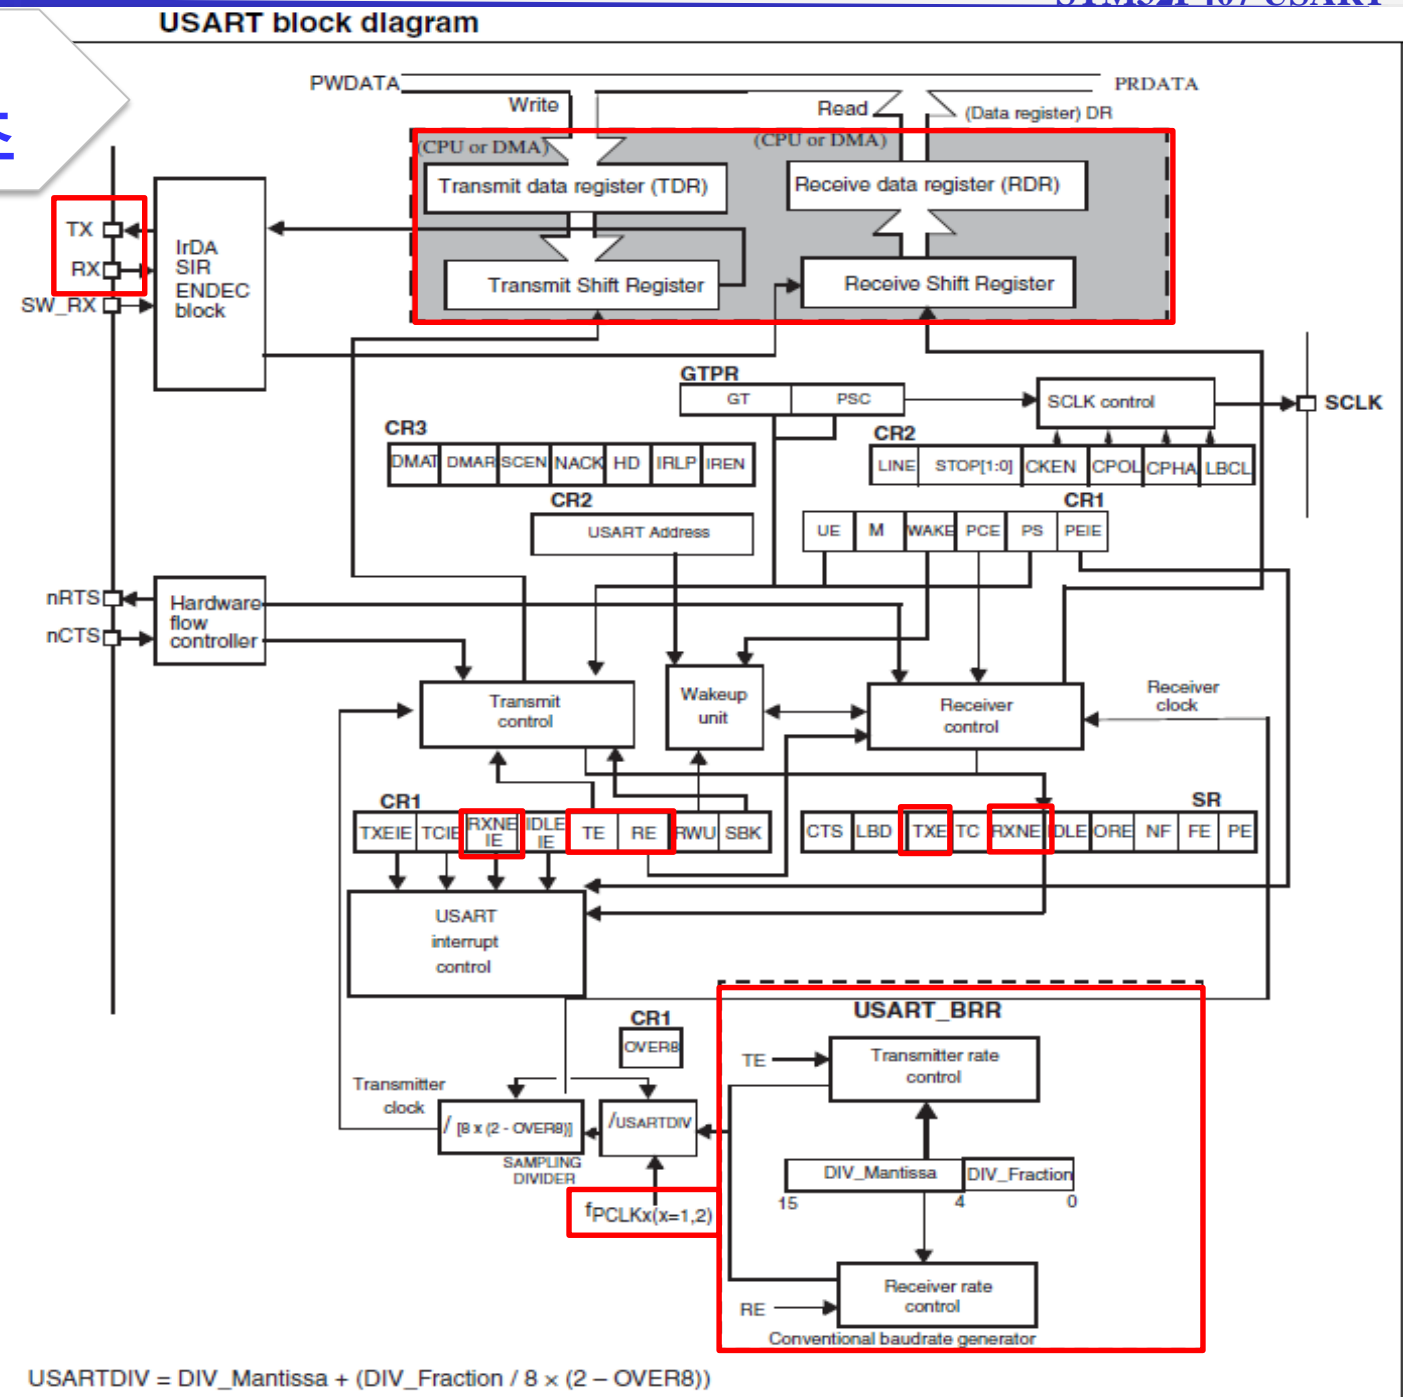 USART block diagram
PWDATA
PRDATA
Write
Read
(Data register) DR
(CPU or DMA)
(CPU or DMA)
Transmit data register (TDR)
Receive data register (RDR)
TX
RX
SW_RX
IrDA
SIR
ENDEC
block
Transmit Shift Register
Receive Shift Register
GTPR
GT
PSC
SCLK control
SCLK
CR3
DMAT
DMAR
SCEN
NACK
HD
IRLP
IREN
CR2
LINE
STOP[1:0]
CKEN
CPOL
CPHA
LBCL
CR2
USART Address
CR1
UE
M
WAKE
PCE
PS
PEIE
nRTS
nCTS
Hardware
flow
controller
Transmit
control
Wakeup
unit
Receiver
control
Receiver
clock
CR1
TXEIE
TCIE
RXNE
IE
IDLE
IE
TE
RE
RWU
SBK
SR
CTS
LBD
TXE
TC
RXNE
IDLE
ORE
NF
FE
PE
USART
interrupt
control
USART_BRR
CR1
OVER8
TE
Transmitter rate
control
Transmitter
clock
/ [8 x (2 - OVER8)]
/USARTDIV
SAMPLING
DIVIDER
fPCLKx(x=1,2)
DIV_Mantissa
DIV_Fraction
15
4
0
RE
Receiver rate
control
Conventional baudrate generator
USARTDIV = DIV_Mantissa + (DIV_Fraction / 8 × (2 – OVER8))